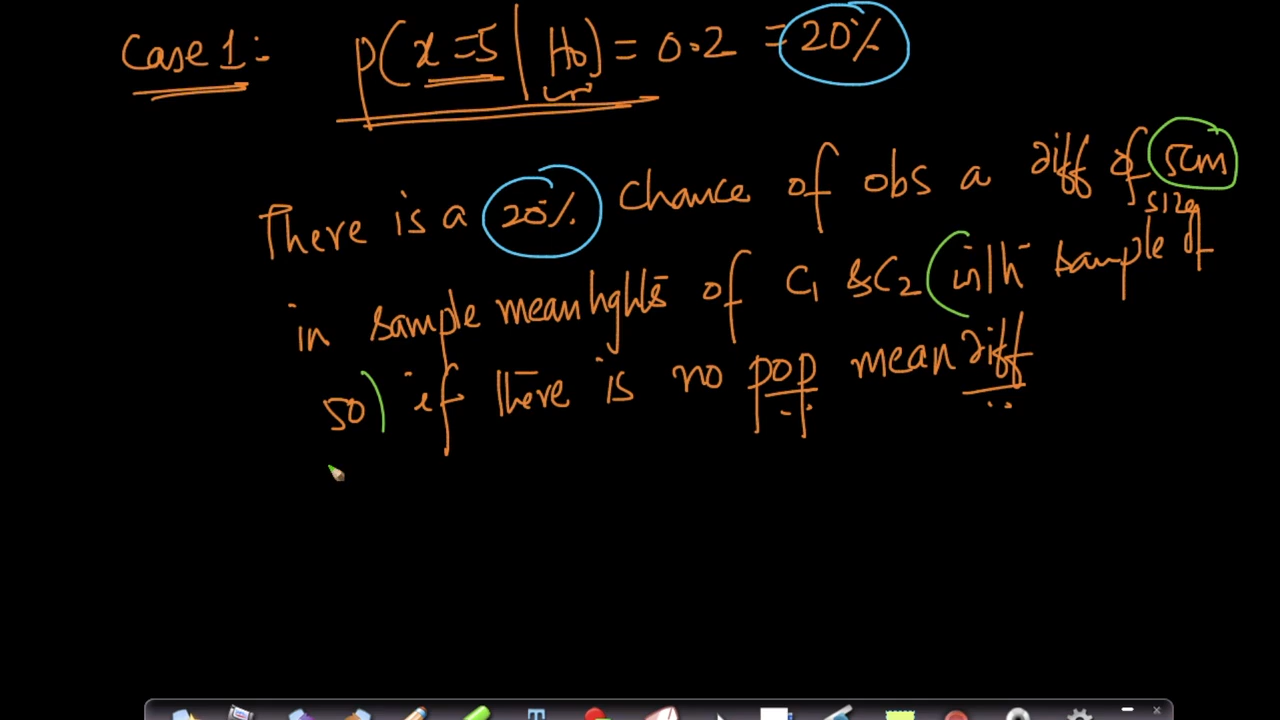 Case 1:
P(x=5 | H0) = 0.2 = 20%
There is a 20% chance of obs a diff of 5cm
in sample mean hghts of C1 & C2 (with sample size of
50) if there is no pop mean diff